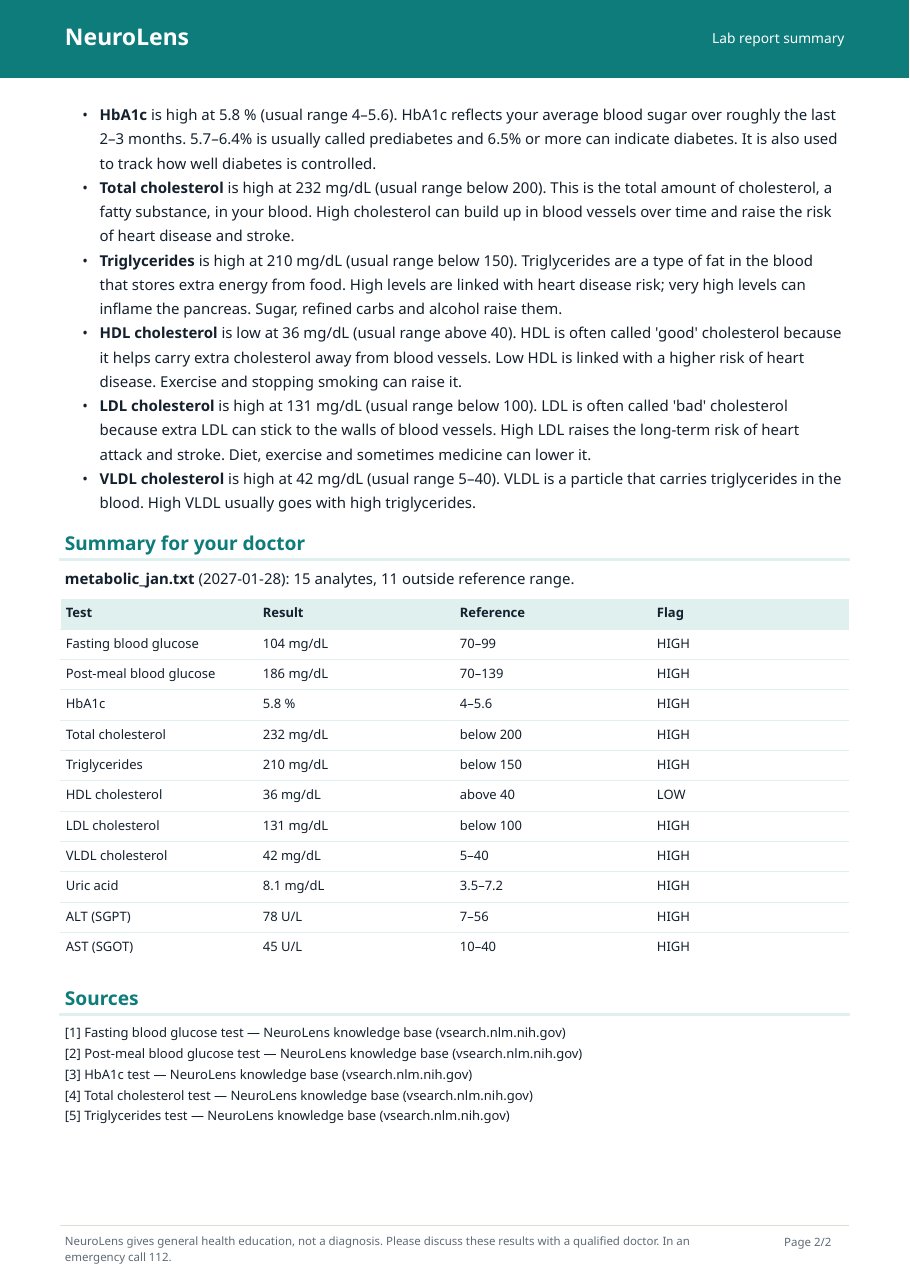 NeuroLens
Lab report summary
• HbA1c is high at 5.8 % (usual range 4–5.6). HbA1c reflects your average blood sugar over roughly the last
2–3 months. 5.7–6.4% is usually called prediabetes and 6.5% or more can indicate diabetes. It is also used
to track how well diabetes is controlled.
• Total cholesterol is high at 232 mg/dL (usual range below 200). This is the total amount of cholesterol, a
fatty substance, in your blood. High cholesterol can build up in blood vessels over time and raise the risk
of heart disease and stroke.
• Triglycerides is high at 210 mg/dL (usual range below 150). Triglycerides are a type of fat in the blood
that stores extra energy from food. High levels are linked with heart disease risk; very high levels can
inflame the pancreas. Sugar, refined carbs and alcohol raise them.
• HDL cholesterol is low at 36 mg/dL (usual range above 40). HDL is often called 'good' cholesterol because
it helps carry extra cholesterol away from blood vessels. Low HDL is linked with a higher risk of heart
disease. Exercise and stopping smoking can raise it.
• LDL cholesterol is high at 131 mg/dL (usual range below 100). LDL is often called 'bad' cholesterol
because extra LDL can stick to the walls of blood vessels. High LDL raises the long-term risk of heart
attack and stroke. Diet, exercise and sometimes medicine can lower it.
• VLDL cholesterol is high at 42 mg/dL (usual range 5–40). VLDL is a particle that carries triglycerides in the
blood. High VLDL usually goes with high triglycerides.
Summary for your doctor
metabolic_jan.txt (2027-01-28): 15 analytes, 11 outside reference range.
Test Result Reference Flag
Fasting blood glucose 104 mg/dL 70–99 HIGH
Post-meal blood glucose 186 mg/dL 70–139 HIGH
HbA1c 5.8 % 4–5.6 HIGH
Total cholesterol 232 mg/dL below 200 HIGH
Triglycerides 210 mg/dL below 150 HIGH
HDL cholesterol 36 mg/dL above 40 LOW
LDL cholesterol 131 mg/dL below 100 HIGH
VLDL cholesterol 42 mg/dL 5–40 HIGH
Uric acid 8.1 mg/dL 3.5–7.2 HIGH
ALT (SGPT) 78 U/L 7–56 HIGH
AST (SGOT) 45 U/L 10–40 HIGH
Sources
[1] Fasting blood glucose test — NeuroLens knowledge base (vsearch.nlm.nih.gov)
[2] Post-meal blood glucose test — NeuroLens knowledge base (vsearch.nlm.nih.gov)
[3] HbA1c test — NeuroLens knowledge base (vsearch.nlm.nih.gov)
[4] Total cholesterol test — NeuroLens knowledge base (vsearch.nlm.nih.gov)
[5] Triglycerides test — NeuroLens knowledge base (vsearch.nlm.nih.gov)
NeuroLens gives general health education, not a diagnosis. Please discuss these results with a qualified doctor. In an
emergency call 112.
Page 2/2